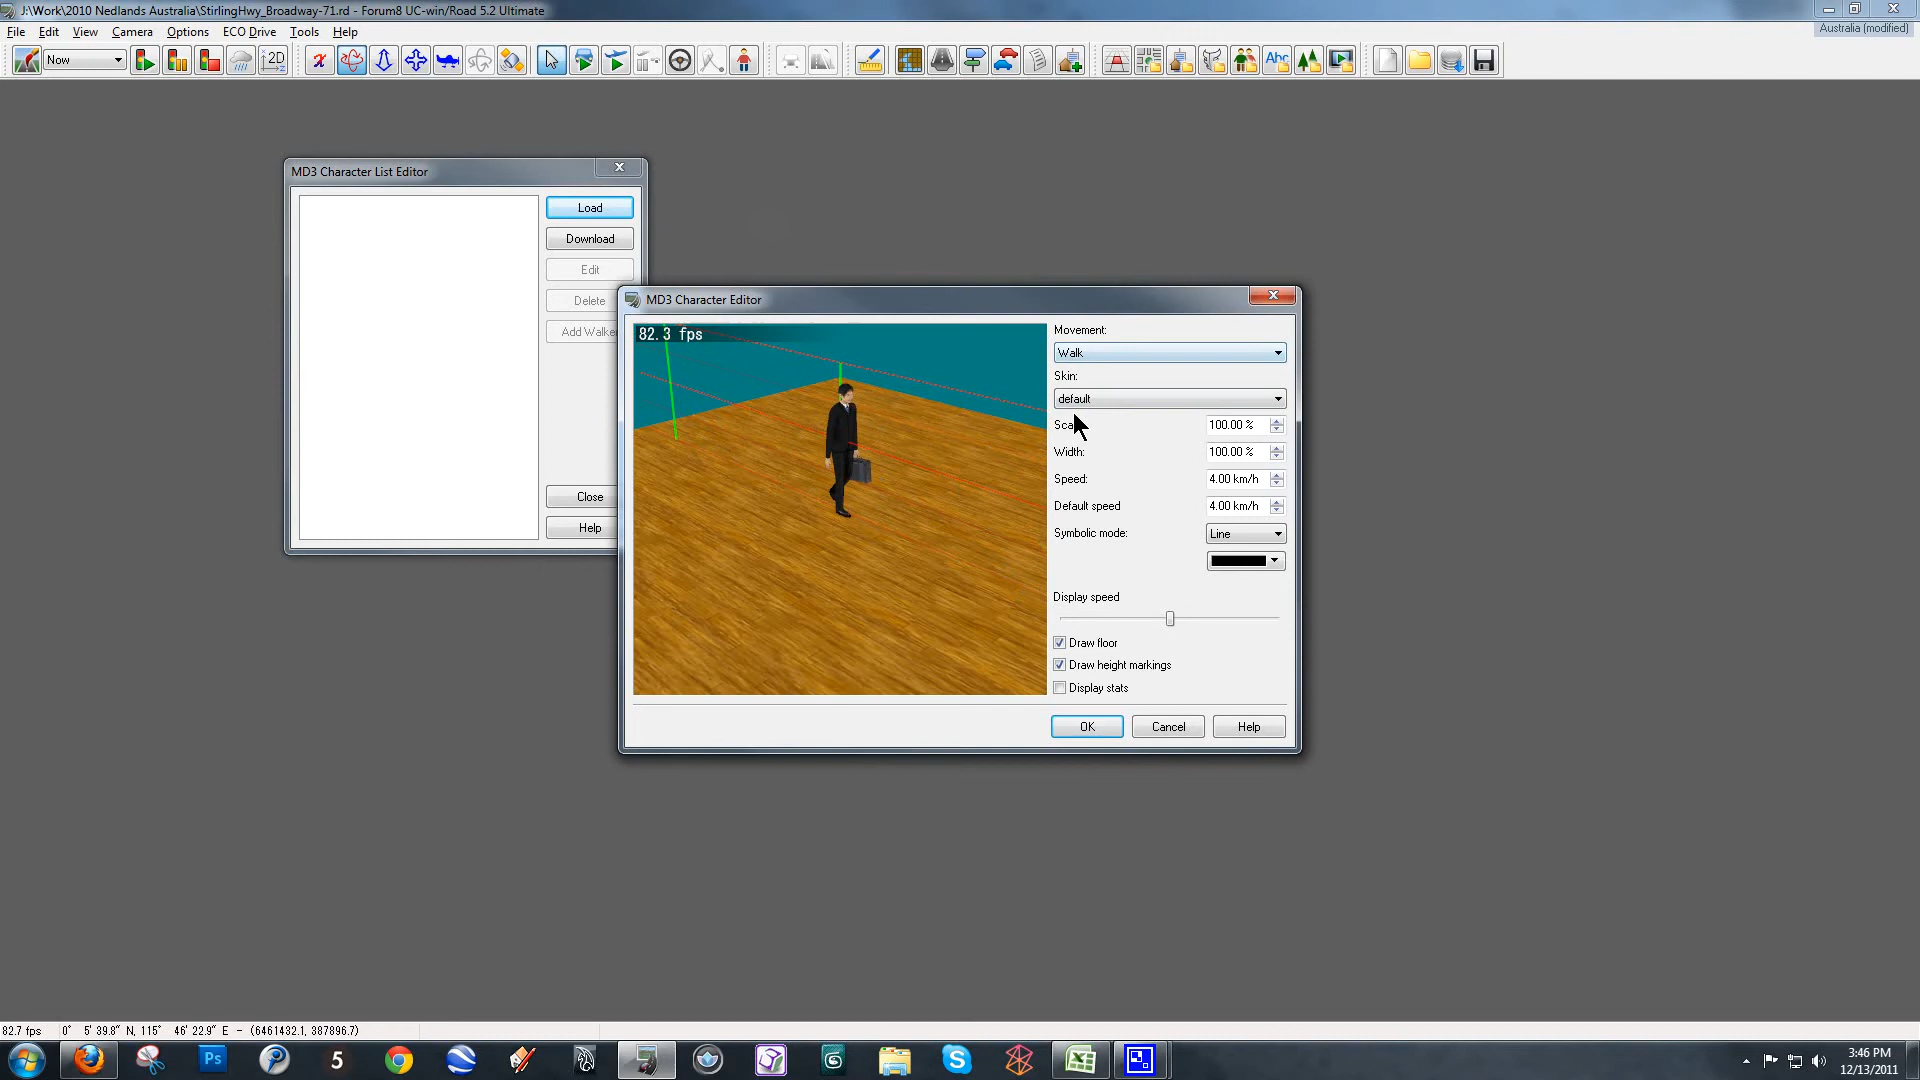 J:\Work\2010 Nedlands Australia\StirlingHwy_Broadway-71.rd - Forum8 UC-win/Road 5.2 Ultimate
File Edit View Camera Options ECO Drive Tools Help
Australia (modified)
Now
2D
Abc
MD3 Character List Editor
Load
Download
Edit
Delete
Add Walke
Close
Help
MD3 Character Editor
82.3 fps
Movement:
Walk
Skin:
default
Sca
100.00 %
Width:
100.00 %
Speed:
4.00 km/h
Default speed
4.00 km/h
Symbolic mode:
Line
Display speed
Draw floor
Draw height markings
Display stats
OK
Cancel
Help
82.7 fps 0° 5' 39.8" N, 115° 46' 22.9" E - (6461432.1, 387896.7)
Ps
5
3:46 PM
12/13/2011